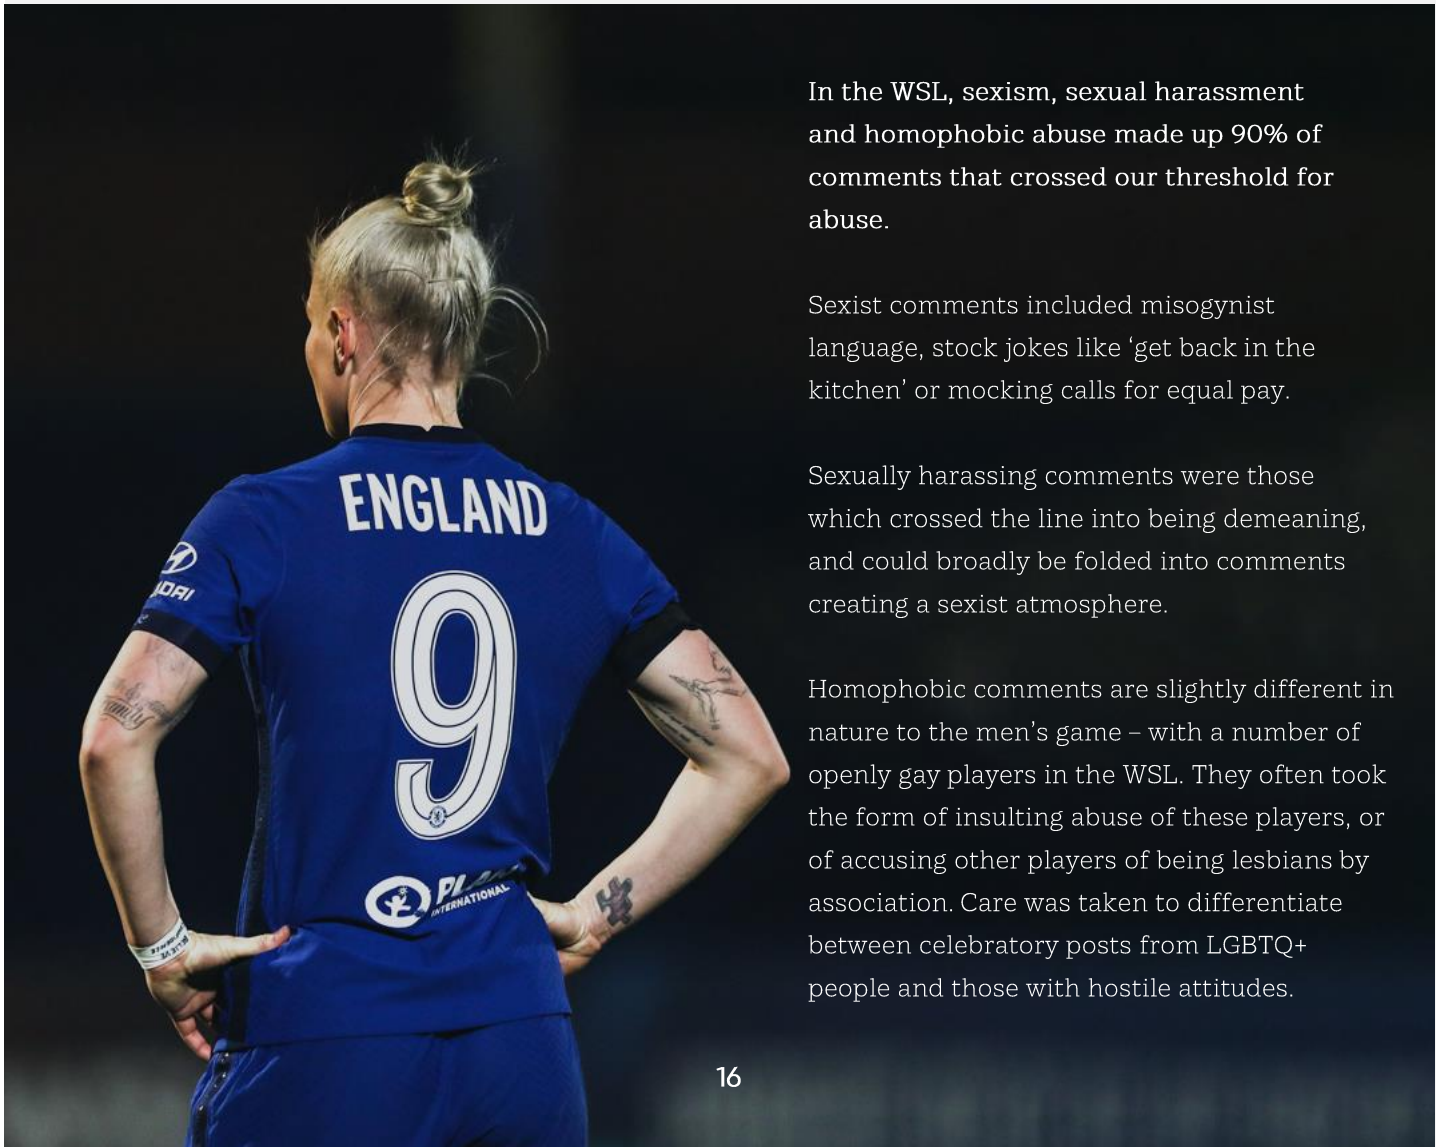 In the WSL, sexism, sexual harassment
and homophobic abuse made up 90% of
comments that crossed our threshold for
abuse.
Sexist comments included misogynist
language, stock jokes like ‘get back in the
kitchen’ or mocking calls for equal pay.
Sexually harassing comments were those
which crossed the line into being demeaning,
and could broadly be folded into comments
creating a sexist atmosphere.
Homophobic comments are slightly different in
nature to the men’s game – with a number of
openly gay players in the WSL. They often took
the form of insulting abuse of these players, or
of accusing other players of being lesbians by
association. Care was taken to differentiate
between celebratory posts from LGBTQ+
people and those with hostile attitudes.
ENGLAND
9
INTERNATIONAL
BELIEVE
family
16